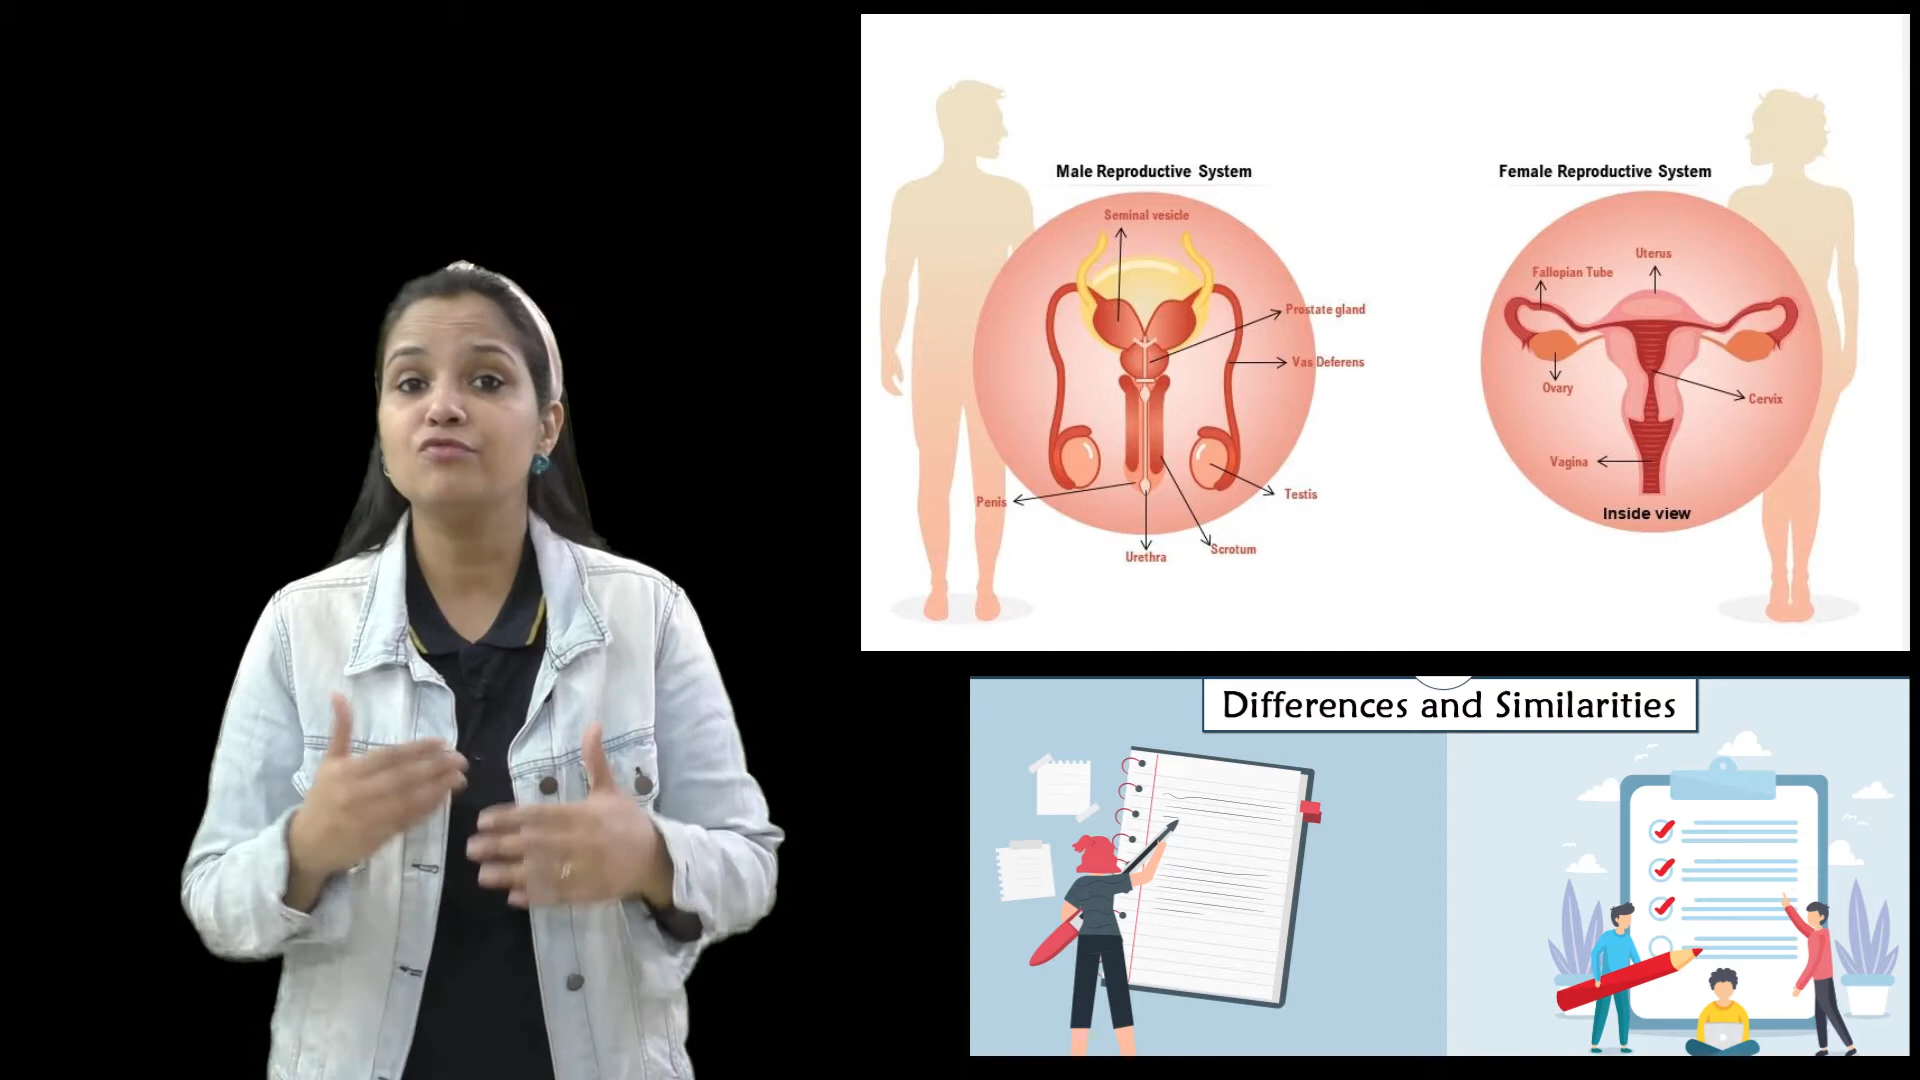 Male Reproductive System
Seminal vesicle
Prostate gland
Vas Deferens
Testis
Penis
Scrotum
Urethra
Female Reproductive System
Uterus
Fallopian Tube
Ovary
Cervix
Vagina
Inside view
Differences and Similarities